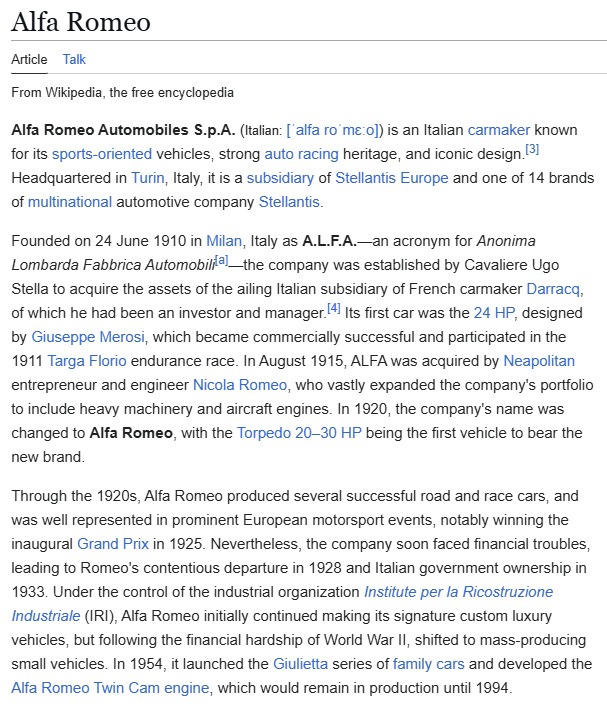 Alfa Romeo
Article Talk
From Wikipedia, the free encyclopedia
Alfa Romeo Automobiles S.p.A. (Italian: [ˈalfa roˈmɛːo]) is an Italian carmaker known
for its sports-oriented vehicles, strong auto racing heritage, and iconic design.[3]
Headquartered in Turin, Italy, it is a subsidiary of Stellantis Europe and one of 14 brands
of multinational automotive company Stellantis.
Founded on 24 June 1910 in Milan, Italy as A.L.F.A.—an acronym for Anonima
Lombarda Fabbrica Automobili[a]—the company was established by Cavaliere Ugo
Stella to acquire the assets of the ailing Italian subsidiary of French carmaker Darracq,
of which he had been an investor and manager.[4] Its first car was the 24 HP, designed
by Giuseppe Merosi, which became commercially successful and participated in the
1911 Targa Florio endurance race. In August 1915, ALFA was acquired by Neapolitan
entrepreneur and engineer Nicola Romeo, who vastly expanded the company's portfolio
to include heavy machinery and aircraft engines. In 1920, the company's name was
changed to Alfa Romeo, with the Torpedo 20–30 HP being the first vehicle to bear the
new brand.
Through the 1920s, Alfa Romeo produced several successful road and race cars, and
was well represented in prominent European motorsport events, notably winning the
inaugural Grand Prix in 1925. Nevertheless, the company soon faced financial troubles,
leading to Romeo's contentious departure in 1928 and Italian government ownership in
1933. Under the control of the industrial organization Institute per la Ricostruzione
Industriale (IRI), Alfa Romeo initially continued making its signature custom luxury
vehicles, but following the financial hardship of World War II, shifted to mass-producing
small vehicles. In 1954, it launched the Giulietta series of family cars and developed the
Alfa Romeo Twin Cam engine, which would remain in production until 1994.